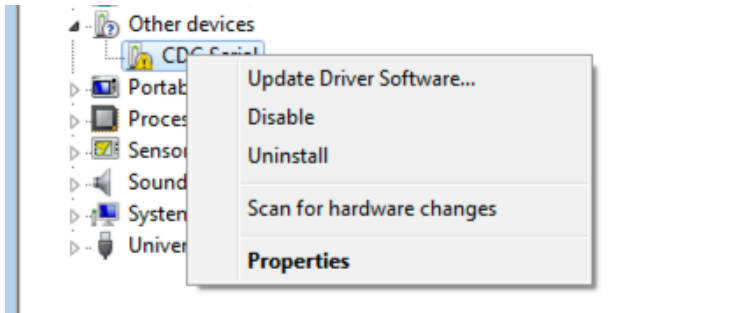 Other devices
CDC Serial
Portab
Proces
Sensor
Sound
System
Univer
Update Driver Software...
Disable
Uninstall
Scan for hardware changes
Properties